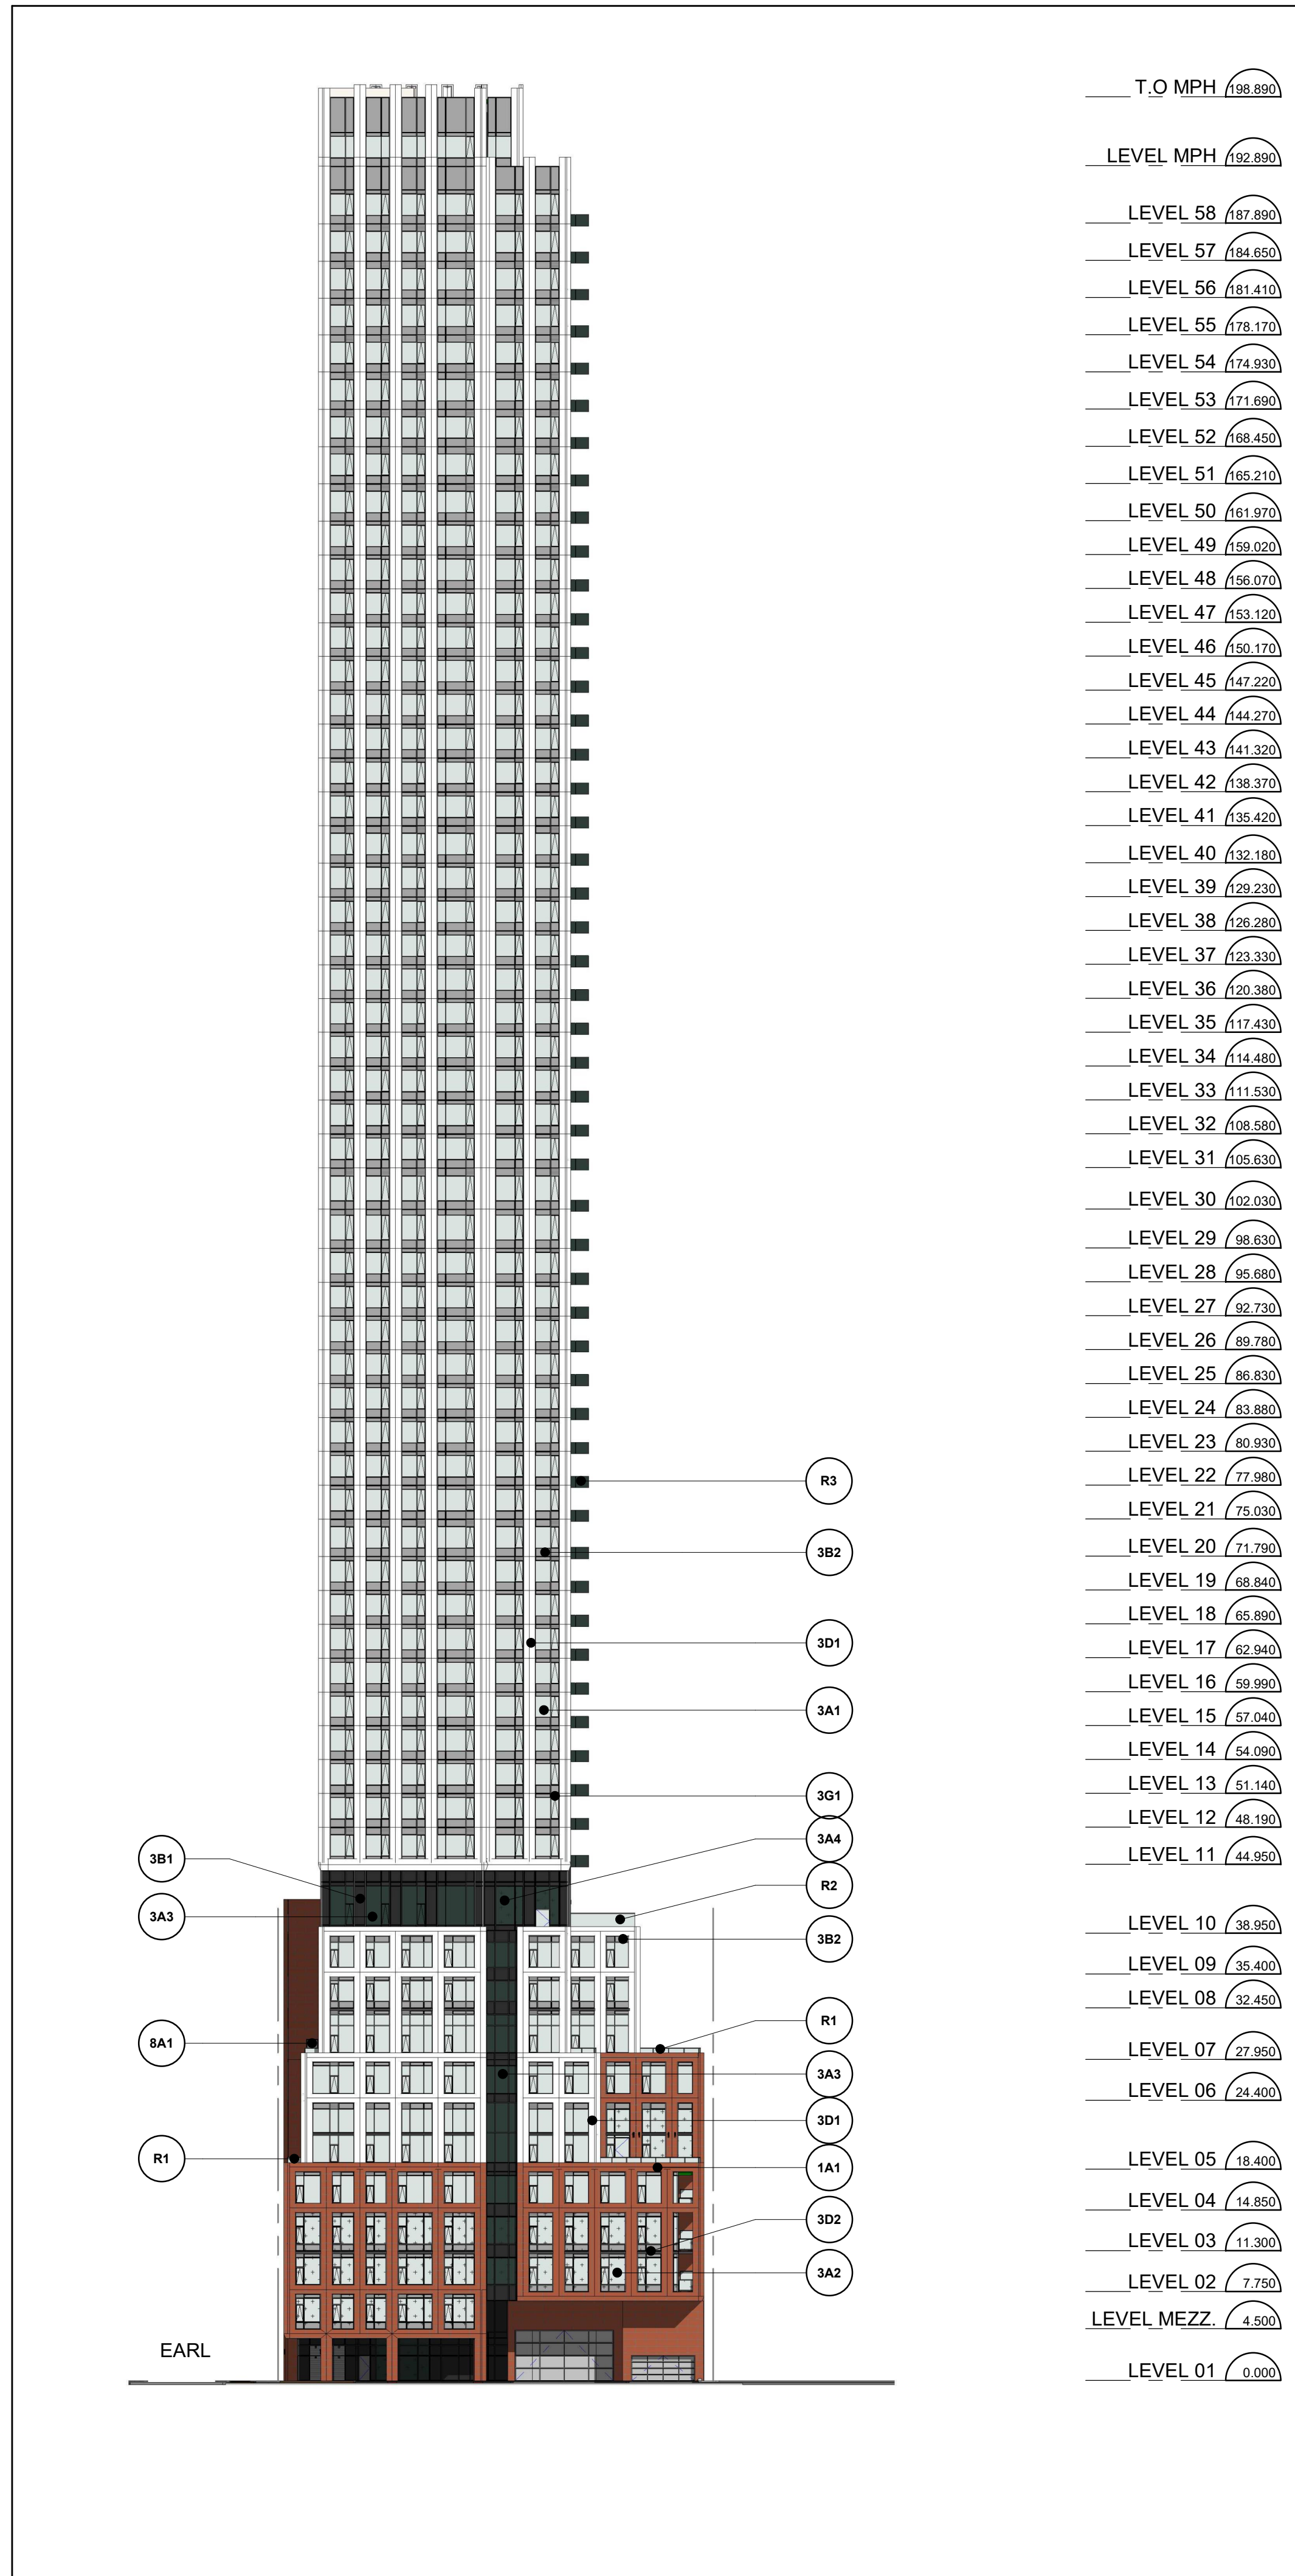 T.O MPH 198.890
LEVEL MPH 192.890
LEVEL 58 187.890
LEVEL 57 184.650
LEVEL 56 181.410
LEVEL 55 178.170
LEVEL 54 174.930
LEVEL 53 171.690
LEVEL 52 168.450
LEVEL 51 165.210
LEVEL 50 161.970
LEVEL 49 159.020
LEVEL 48 156.070
LEVEL 47 153.120
LEVEL 46 150.170
LEVEL 45 147.220
LEVEL 44 144.270
LEVEL 43 141.320
LEVEL 42 138.370
LEVEL 41 135.420
LEVEL 40 132.180
LEVEL 39 129.230
LEVEL 38 126.280
LEVEL 37 123.330
LEVEL 36 120.380
LEVEL 35 117.430
LEVEL 34 114.480
LEVEL 33 111.530
LEVEL 32 108.580
LEVEL 31 105.630
LEVEL 30 102.030
LEVEL 29 98.630
LEVEL 28 95.680
LEVEL 27 92.730
LEVEL 26 89.780
LEVEL 25 86.830
LEVEL 24 83.880
LEVEL 23 80.930
LEVEL 22 77.980
LEVEL 21 75.030
LEVEL 20 71.790
LEVEL 19 68.840
LEVEL 18 65.890
LEVEL 17 62.940
LEVEL 16 59.990
LEVEL 15 57.040
LEVEL 14 54.090
LEVEL 13 51.140
LEVEL 12 48.190
LEVEL 11 44.950
LEVEL 10 38.950
LEVEL 09 35.400
LEVEL 08 32.450
LEVEL 07 27.950
LEVEL 06 24.400
LEVEL 05 18.400
LEVEL 04 14.850
LEVEL 03 11.300
LEVEL 02 7.750
LEVEL MEZZ. 4.500
LEVEL 01 0.000
R3
3B2
3D1
3A1
3G1
3A4
R2
3B2
R1
3A3
3D1
1A1
3D2
3A2
3B1
3A3
8A1
R1
EARL